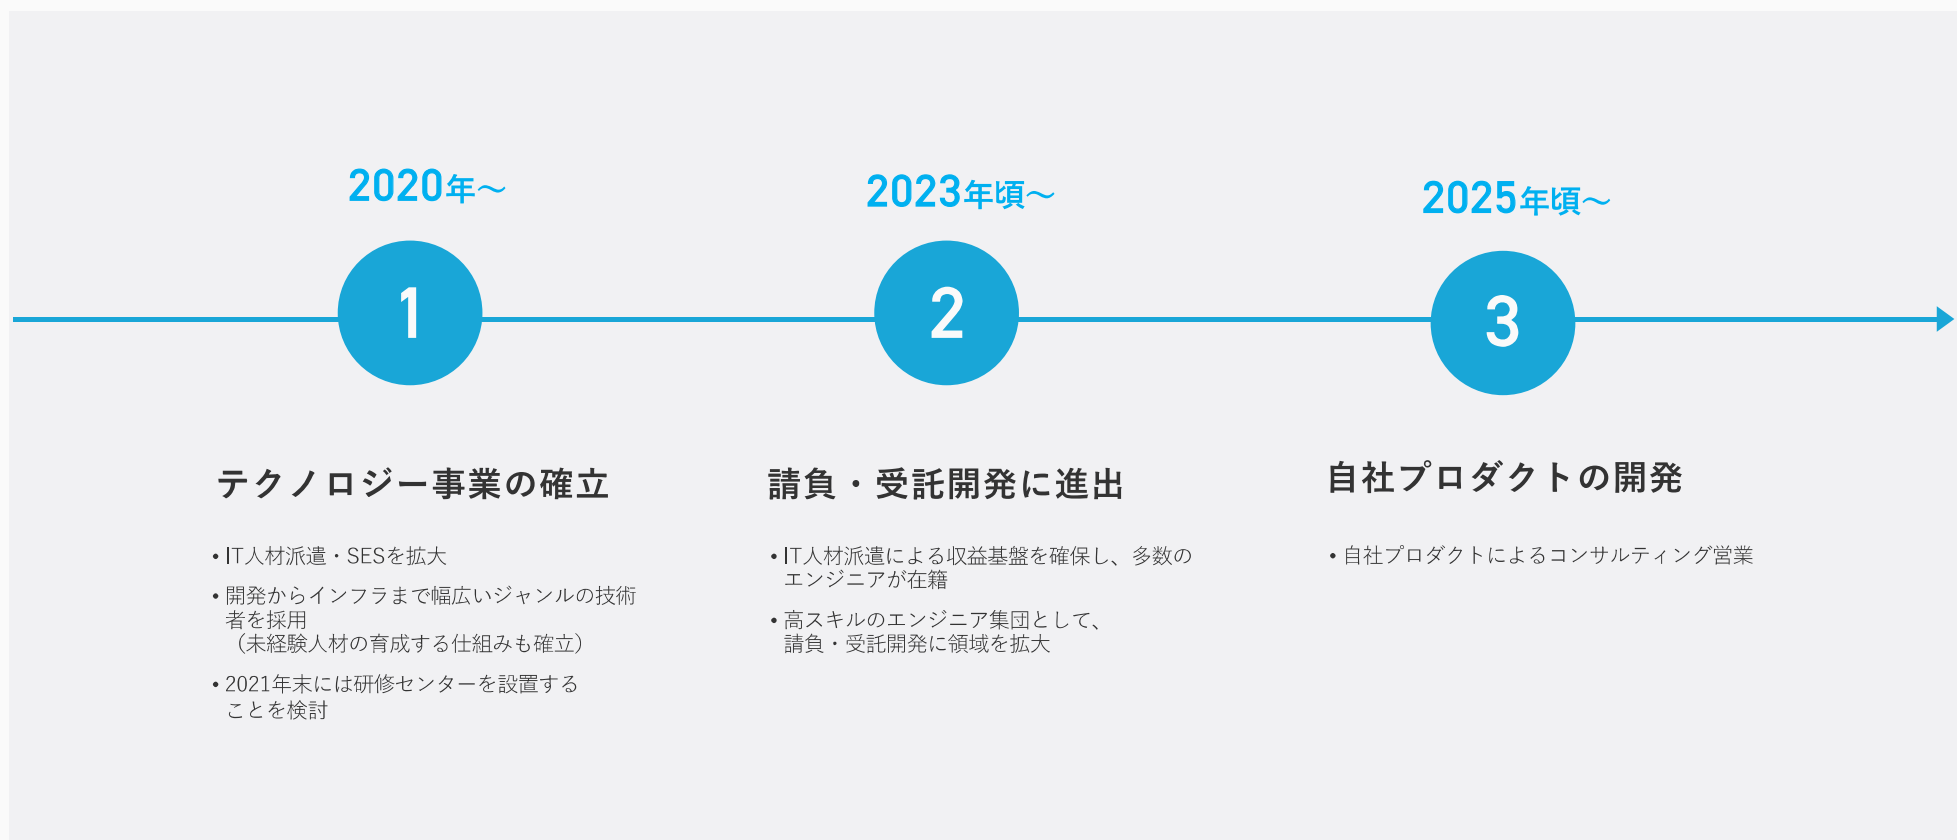 2020年～
1
テクノロジー事業の確立
• IT人材派遣・SESを拡大
• 開発からインフラまで幅広いジャンルの技術
者を採用
（未経験人材の育成する仕組みも確立）
• 2021年末には研修センターを設置する
ことを検討
2023年頃～
2
請負・受託開発に進出
• IT人材派遣による収益基盤を確保し、多数の
エンジニアが在籍
• 高スキルのエンジニア集団として、
請負・受託開発に領域を拡大
2025年頃～
3
自社プロダクトの開発
• 自社プロダクトによるコンサルティング営業